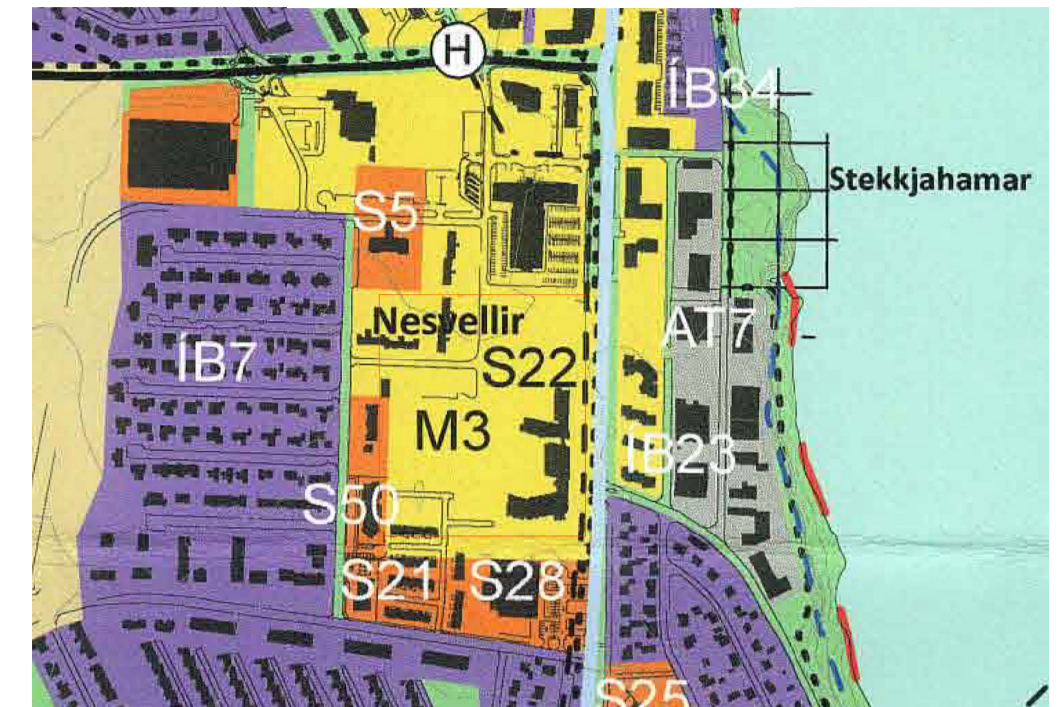 H
ÍB34
Stekkjahamar
S5
Nesvellir
AT7
ÍB7
S22
M3
ÍB23
S50
S21
S28
S25